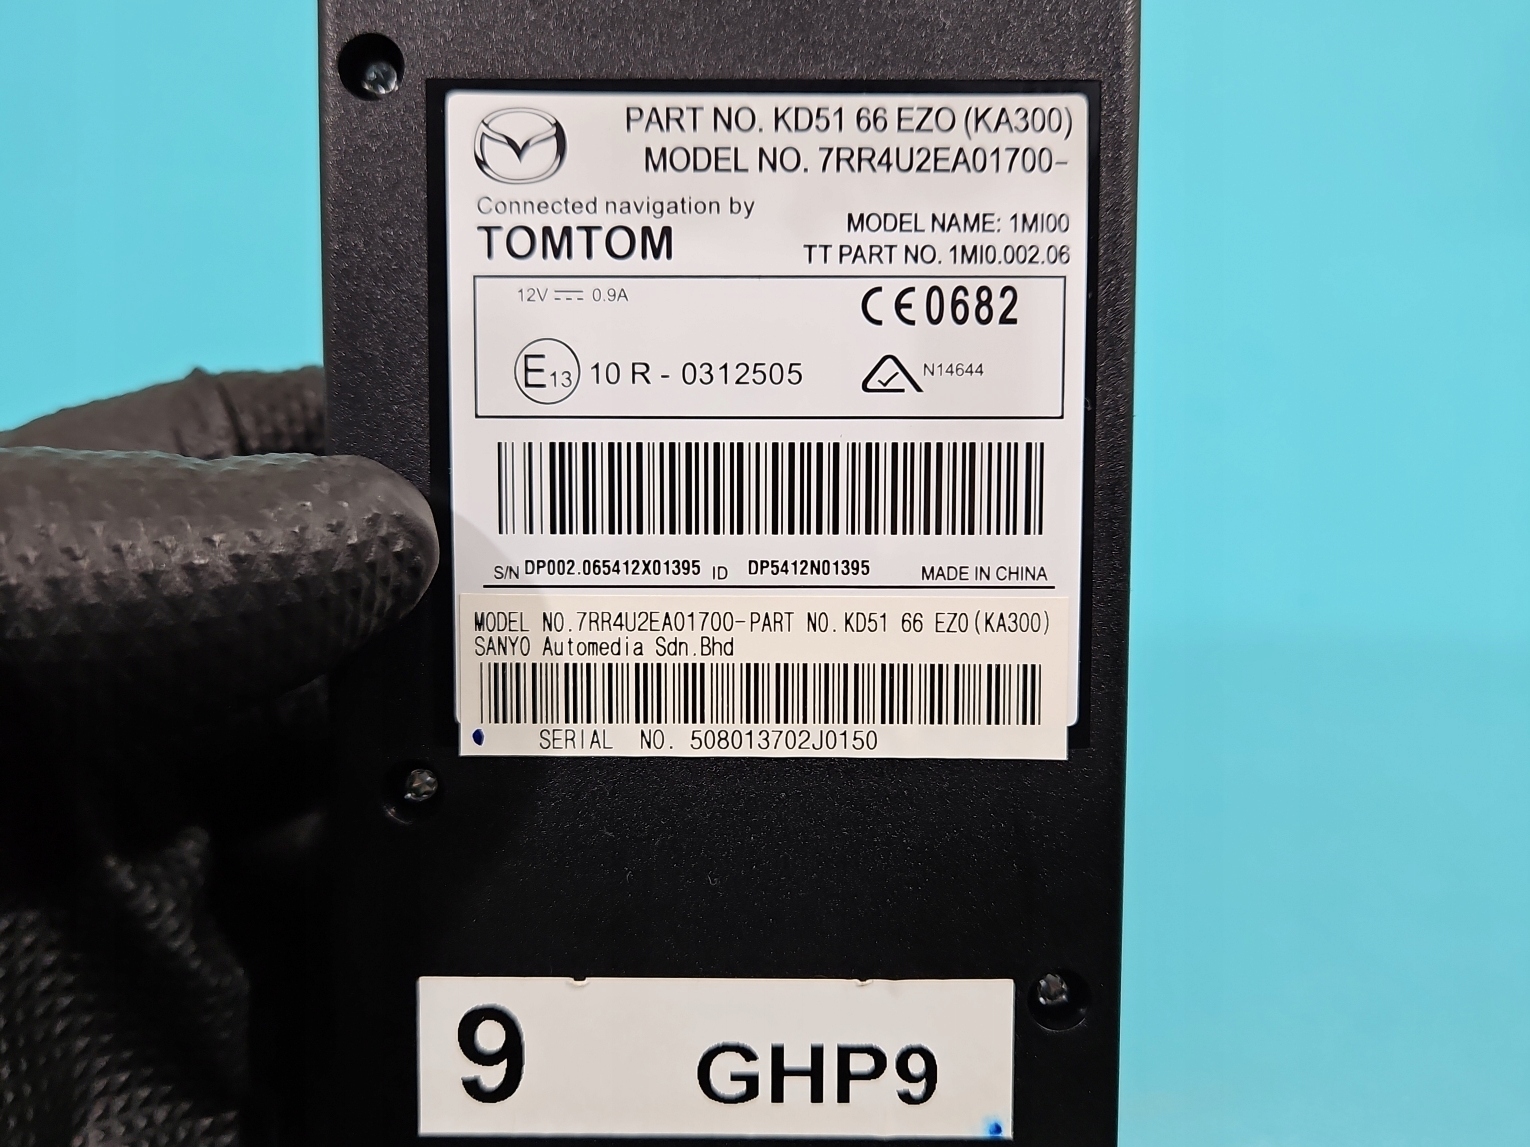 PART NO. KD51 66 EZ0 (KA300)
MODEL NO. 7RR4U2EA01700-
Connected navigation by
TOMTOM
MODEL NAME: 1MI00
TT PART NO. 1MI0.002.06
12V 0.9A
CE0682
E13 10 R - 0312505
N14644
S/N DP002.065412X01395 ID DP5412N01395 MADE IN CHINA
MODEL NO.7RR4U2EA01700-PART NO.KD51 66 EZ0(KA300)
SANYO Automedia Sdn.Bhd
SERIAL NO. 508013702J0150
9 GHP9